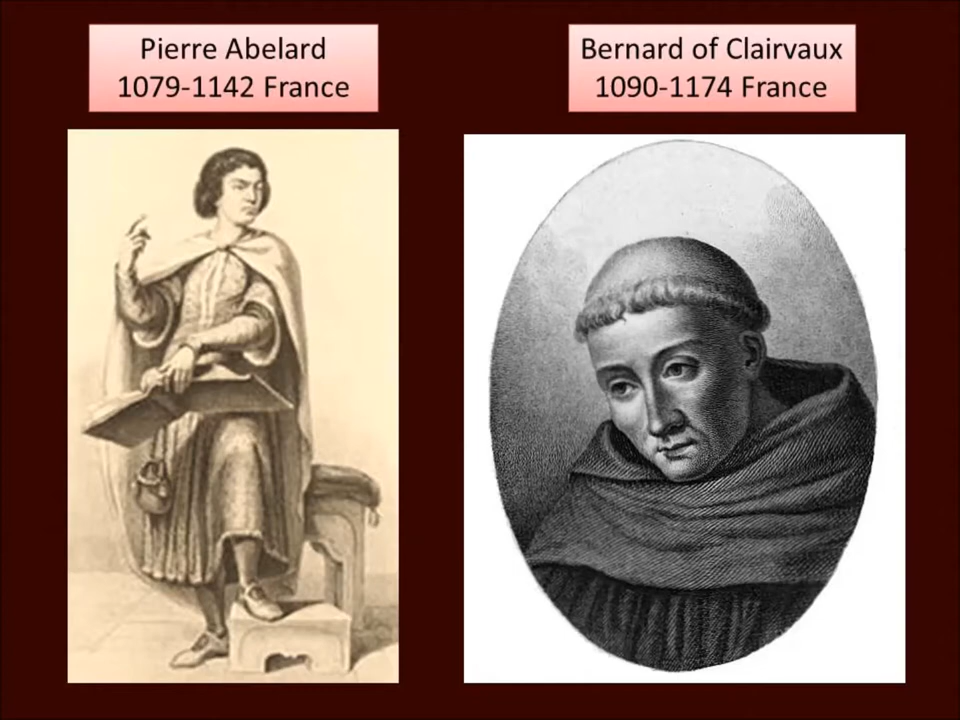 Pierre Abelard
1079-1142 France
Bernard of Clairvaux
1090-1174 France